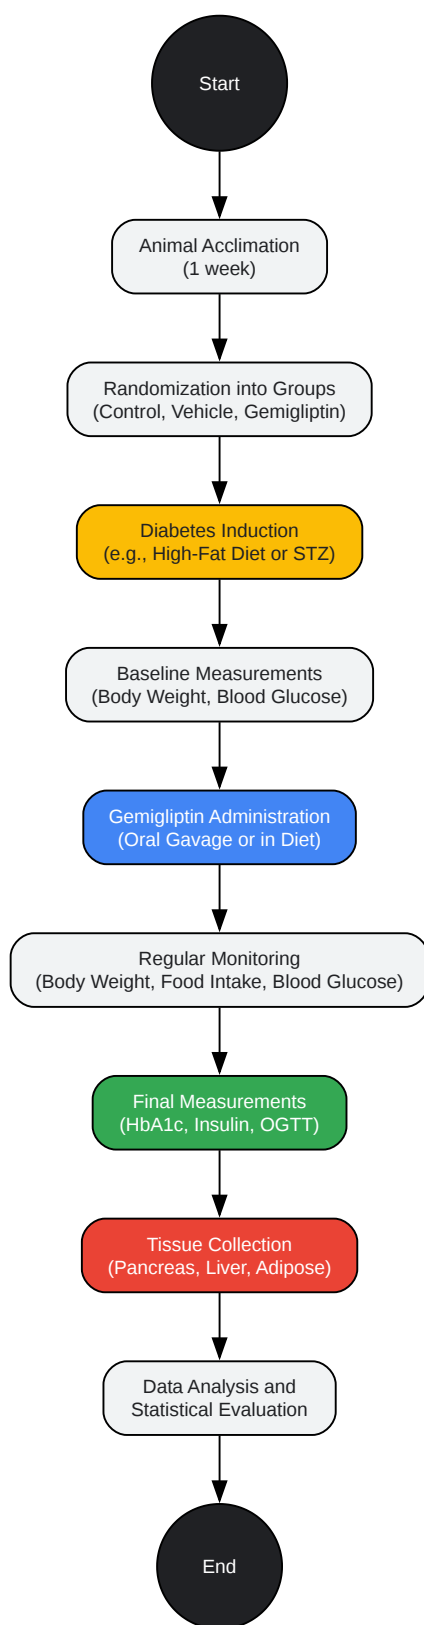 Start
Animal Acclimation
(1 week)
Randomization into Groups
(Control, Vehicle, Gemigliptin)
Diabetes Induction
(e.g., High-Fat Diet or STZ)
Baseline Measurements
(Body Weight, Blood Glucose)
Gemigliptin Administration
(Oral Gavage or in Diet)
Regular Monitoring
(Body Weight, Food Intake, Blood Glucose)
Final Measurements
(HbA1c, Insulin, OGTT)
Tissue Collection
(Pancreas, Liver, Adipose)
Data Analysis and
Statistical Evaluation
End